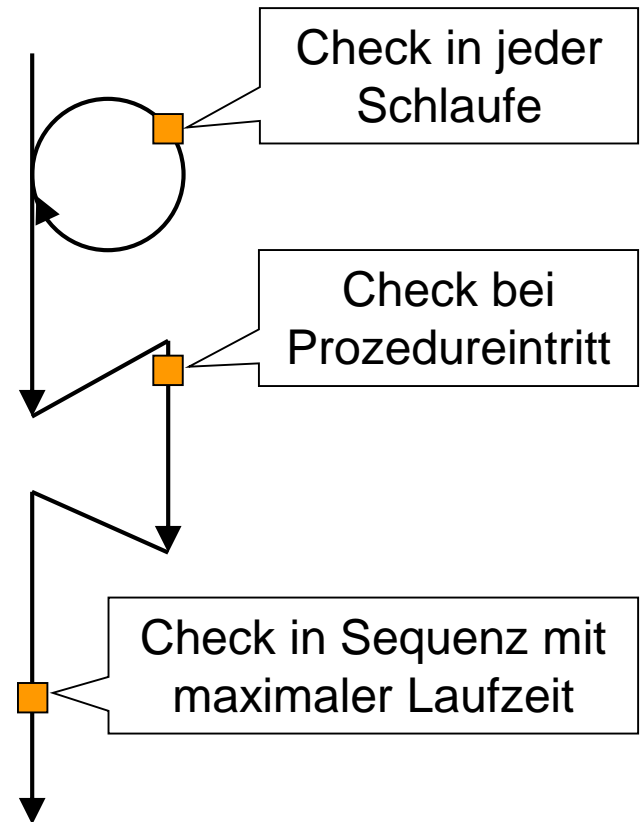 Check in jeder
Schlaufe
Check bei
Prozedureintritt
Check in Sequenz mit
maximaler Laufzeit